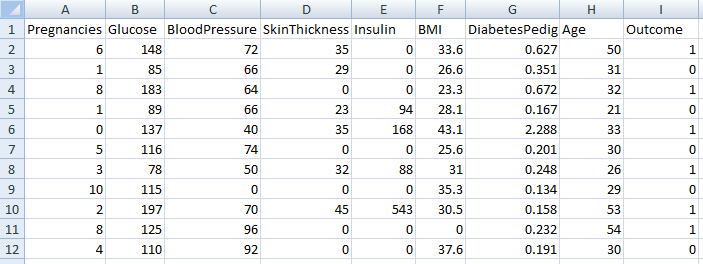 A B C D E F G H I
1 Pregnancies Glucose BloodPressure SkinThickness Insulin BMI DiabetesPedig Age Outcome
2 6 148 72 35 0 33.6 0.627 50 1
3 1 85 66 29 0 26.6 0.351 31 0
4 8 183 64 0 0 23.3 0.672 32 1
5 1 89 66 23 94 28.1 0.167 21 0
6 0 137 40 35 168 43.1 2.288 33 1
7 5 116 74 0 0 25.6 0.201 30 0
8 3 78 50 32 88 31 0.248 26 1
9 10 115 0 0 0 35.3 0.134 29 0
10 2 197 70 45 543 30.5 0.158 53 1
11 8 125 96 0 0 0 0.232 54 1
12 4 110 92 0 0 37.6 0.191 30 0